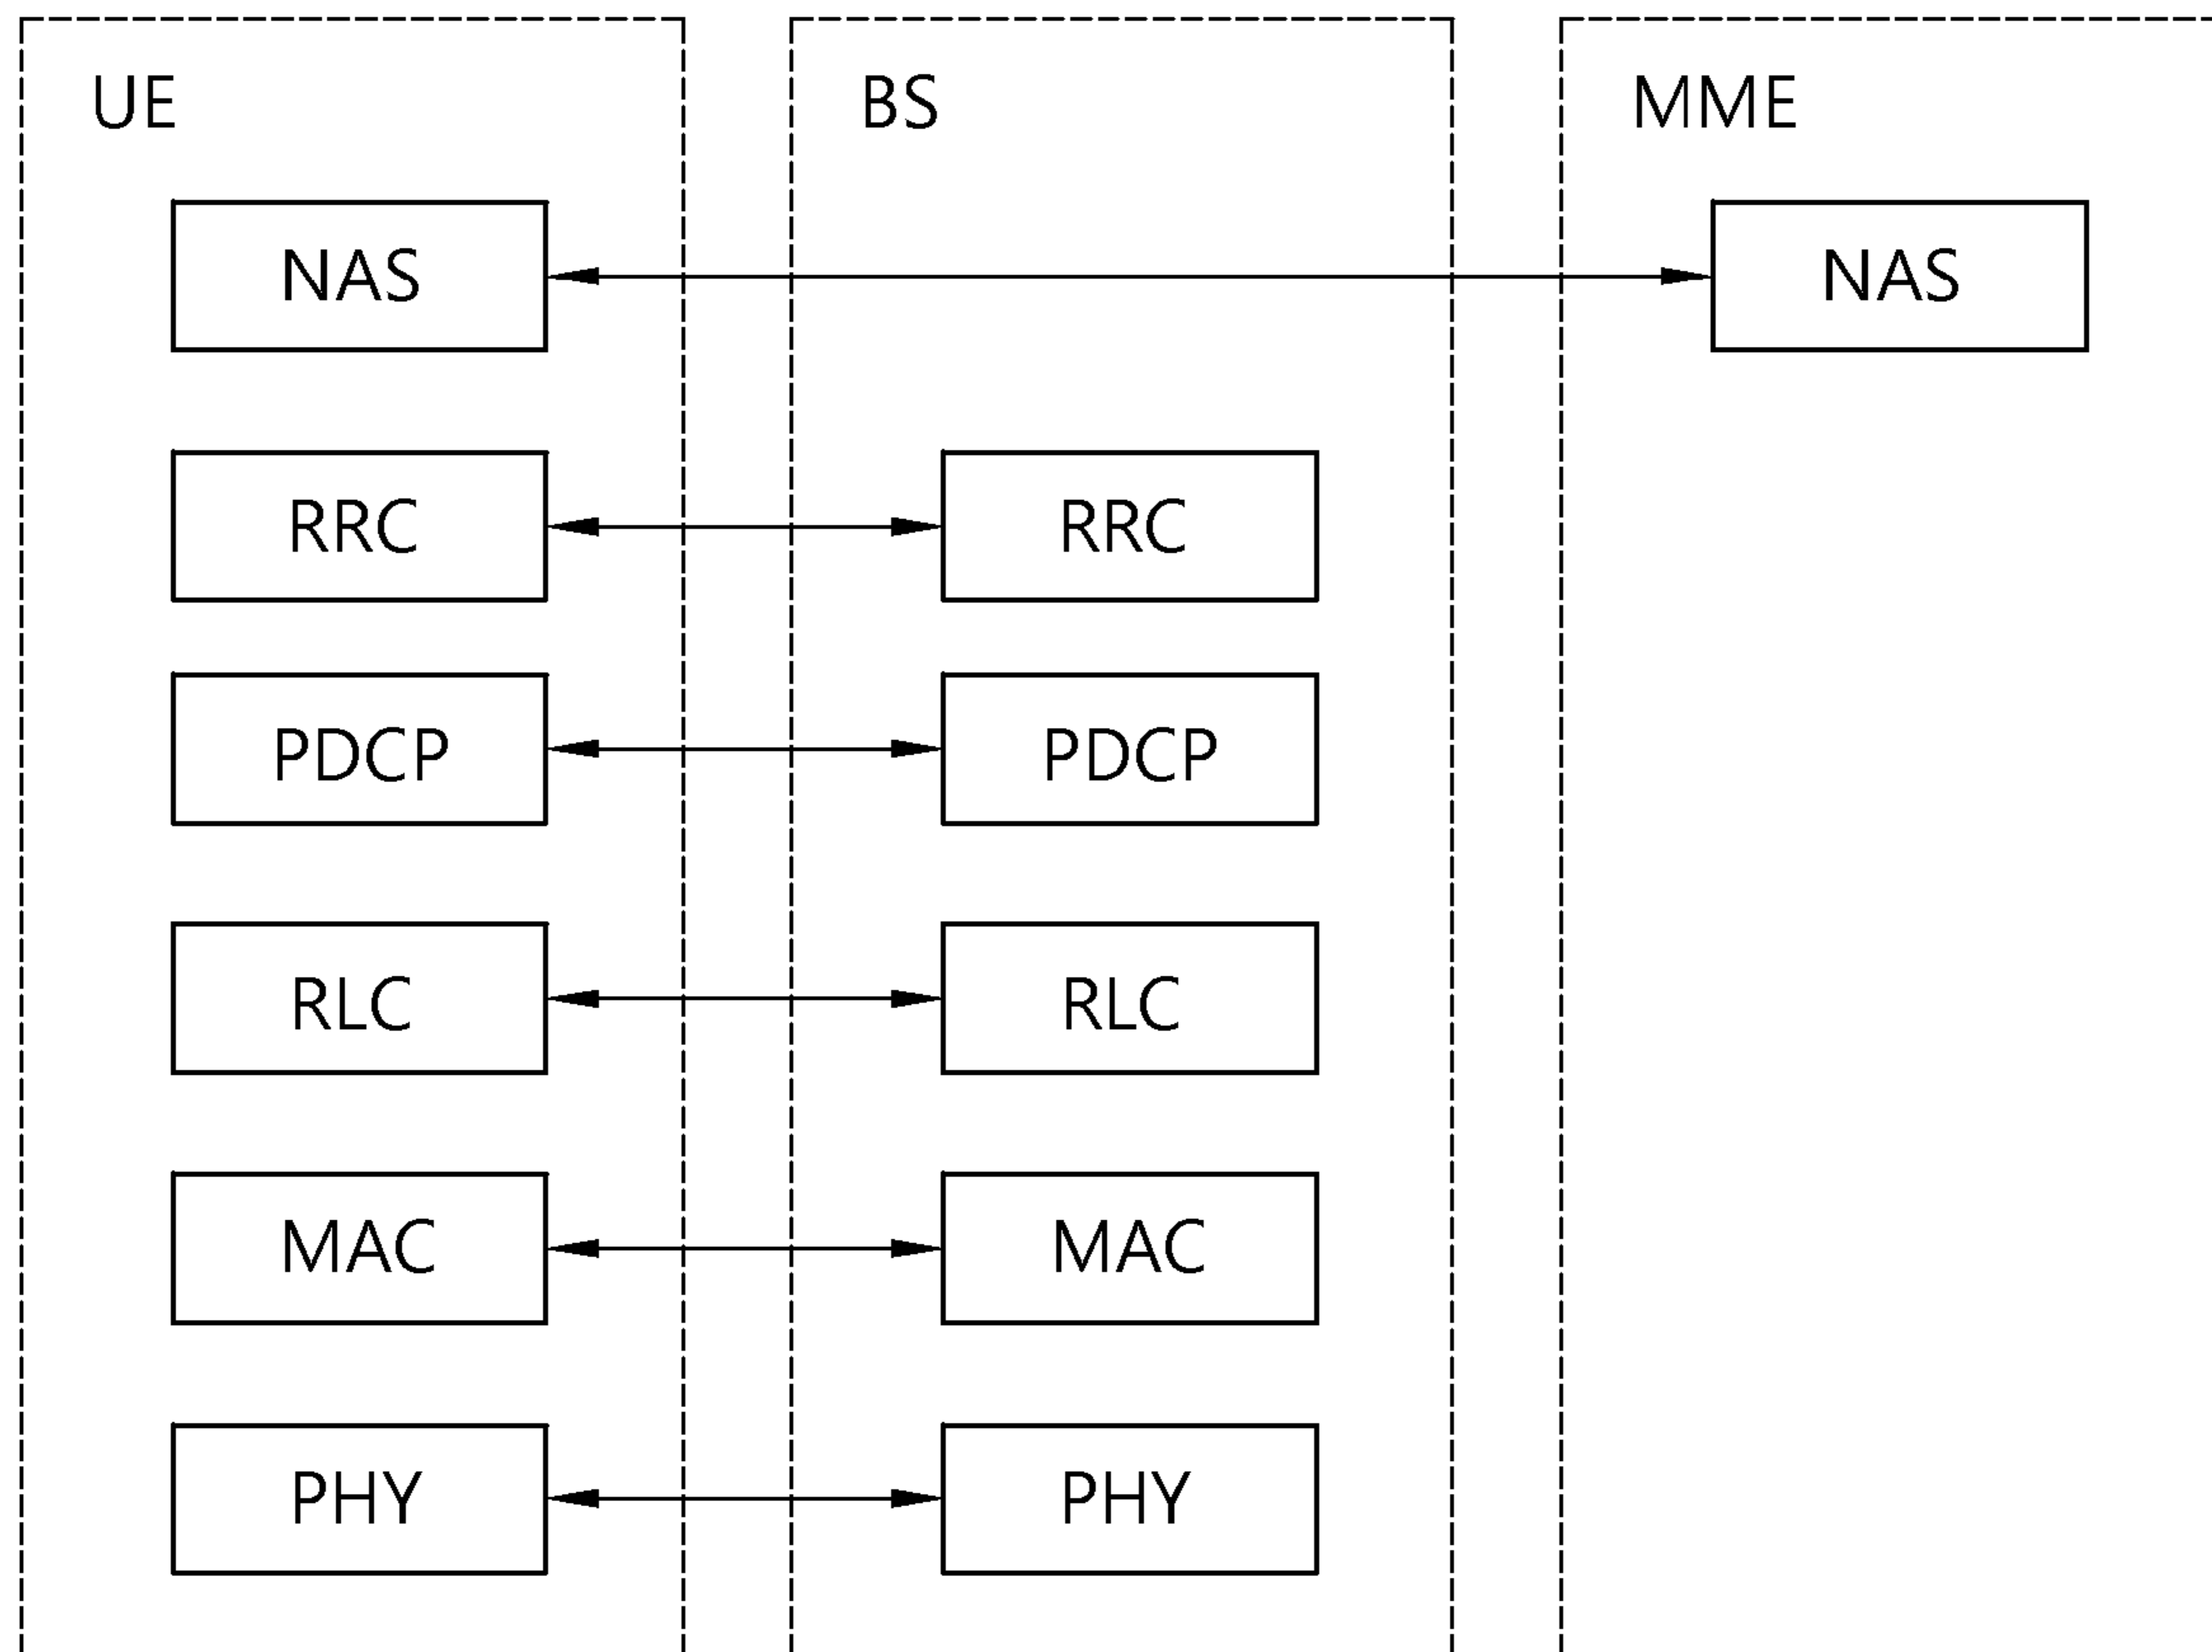 UE BS MME
NAS NAS
RRC RRC
PDCP PDCP
RLC RLC
MAC MAC
PHY PHY